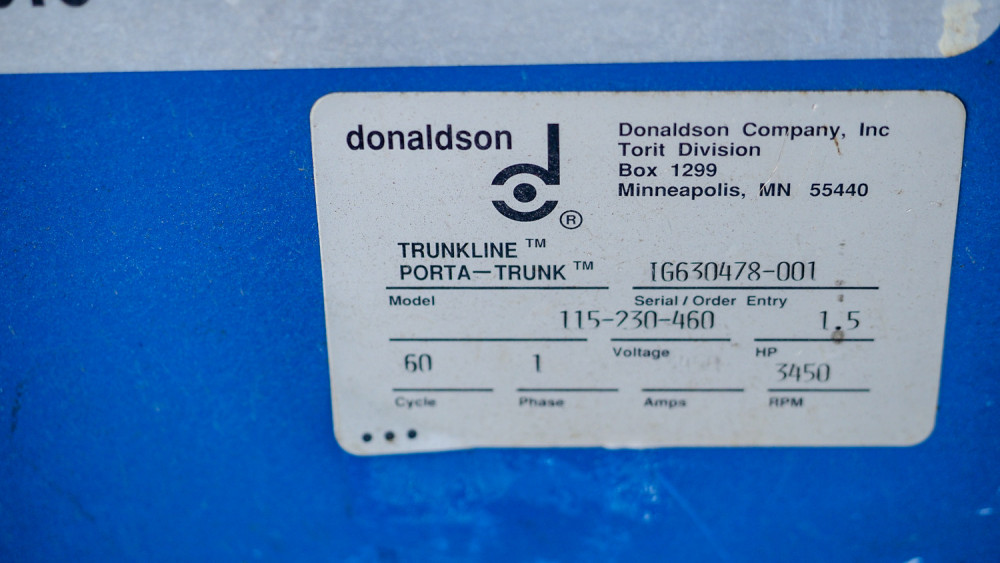 donaldson
Donaldson Company, Inc
Torit Division
Box 1299
Minneapolis, MN 55440
®
TRUNKLINE ™
PORTA—TRUNK ™
IG630478-001
Model
Serial / Order Entry
115-230-460
1.5
Voltage
HP
60
1
3450
Cycle
Phase
Amps
RPM